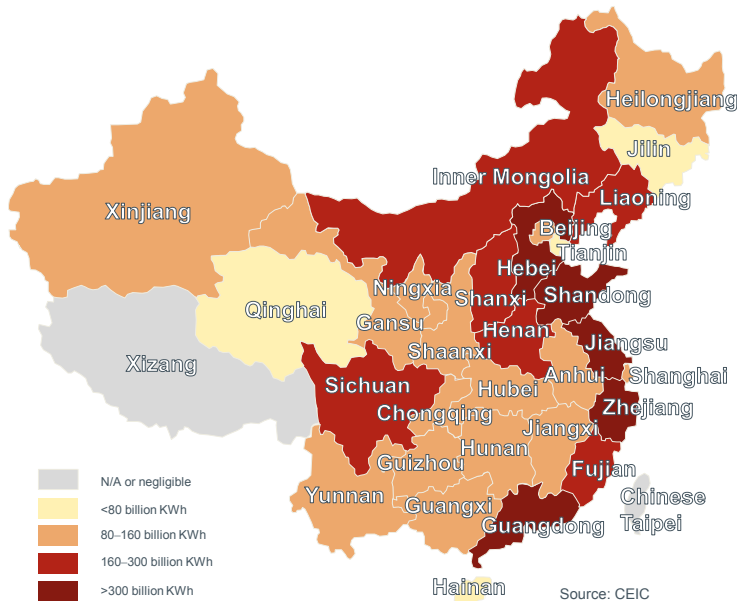 Heilongjiang
Jilin
Inner Mongolia
Liaoning
Xinjiang
Beijing
Tianjin
Hebei
Ningxia
Shanxi
Shandong
Qinghai
Gansu
Henan
Shaanxi
Jiangsu
Xizang
Sichuan
Hubei
Anhui
Shanghai
Chongqing
Zhejiang
Jiangxi
Hunan
Guizhou
Fujian
Yunnan
Guangxi
Guangdong
Chinese
Taipei
Hainan
N/A or negligible
<80 billion KWh
80–160 billion KWh
160–300 billion KWh
>300 billion KWh
Source: CEIC